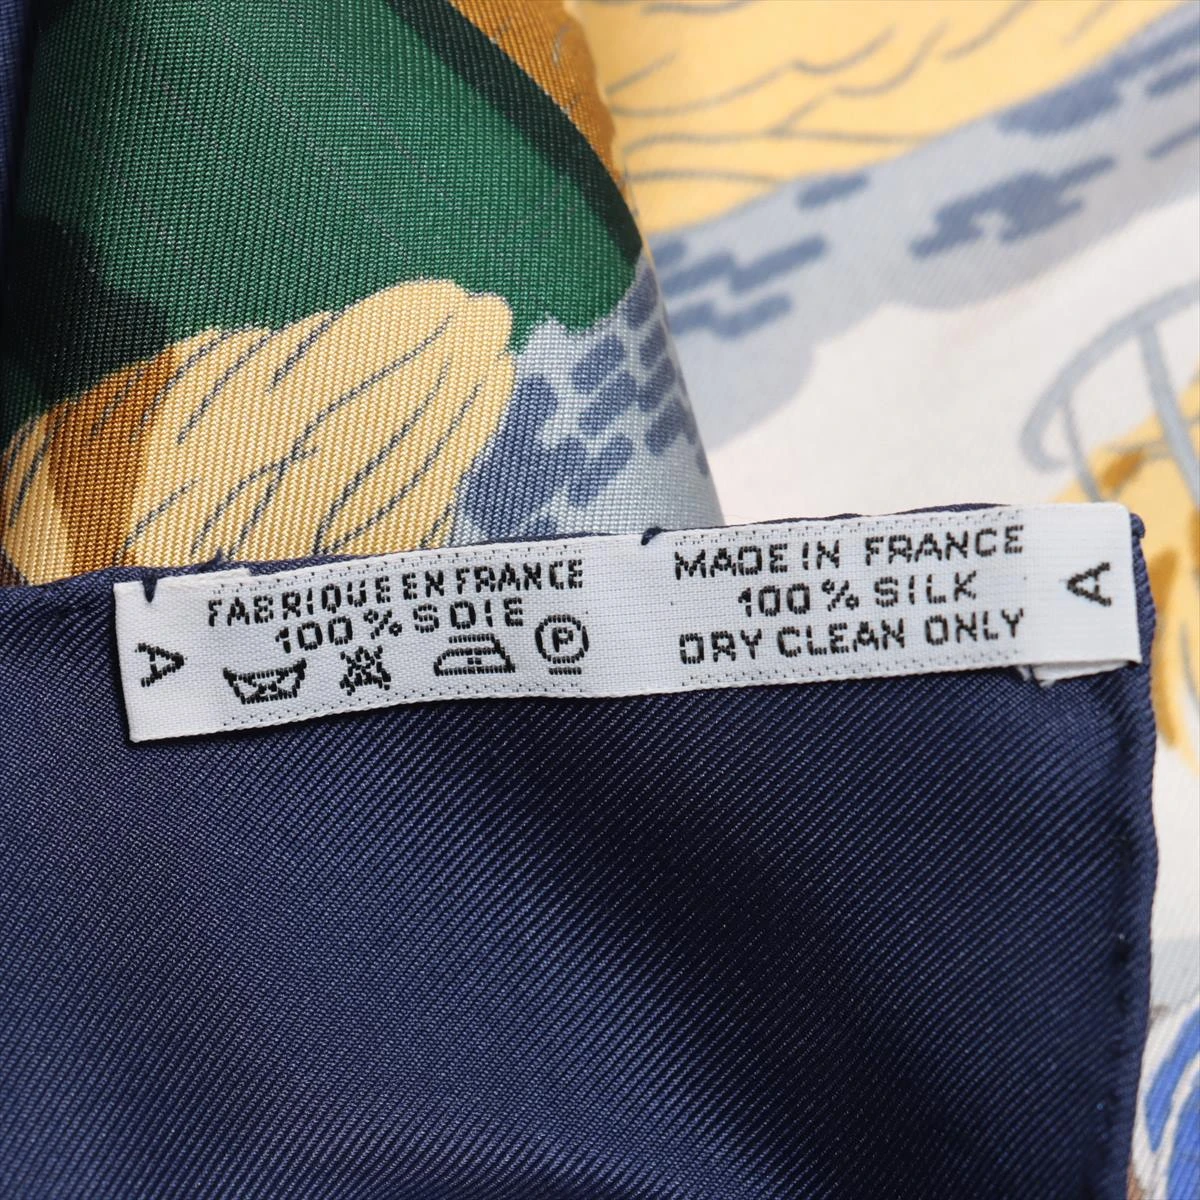 A
FABRIQUE EN FRANCE
100% SOIE
P
MADE IN FRANCE
100% SILK
DRY CLEAN ONLY
A